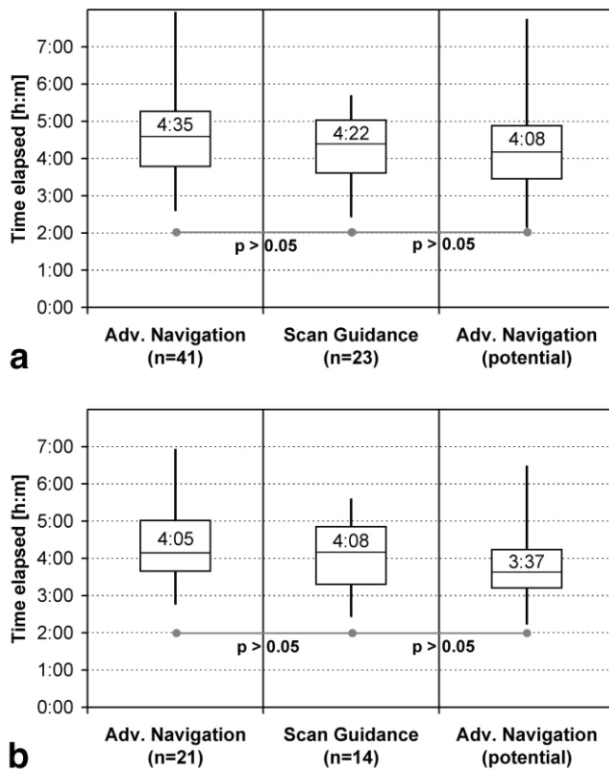 Time elapsed [h:m]
7:00
6:00
5:00
4:00
3:00
2:00
1:00
0:00
4:35
4:22
4:08
p > 0.05
p > 0.05
Adv. Navigation
(n=41)
Scan Guidance
(n=23)
Adv. Navigation
(potential)
a
Time elapsed [h:m]
7:00
6:00
5:00
4:00
3:00
2:00
1:00
0:00
4:05
4:08
3:37
p > 0.05
p > 0.05
Adv. Navigation
(n=21)
Scan Guidance
(n=14)
Adv. Navigation
(potential)
b